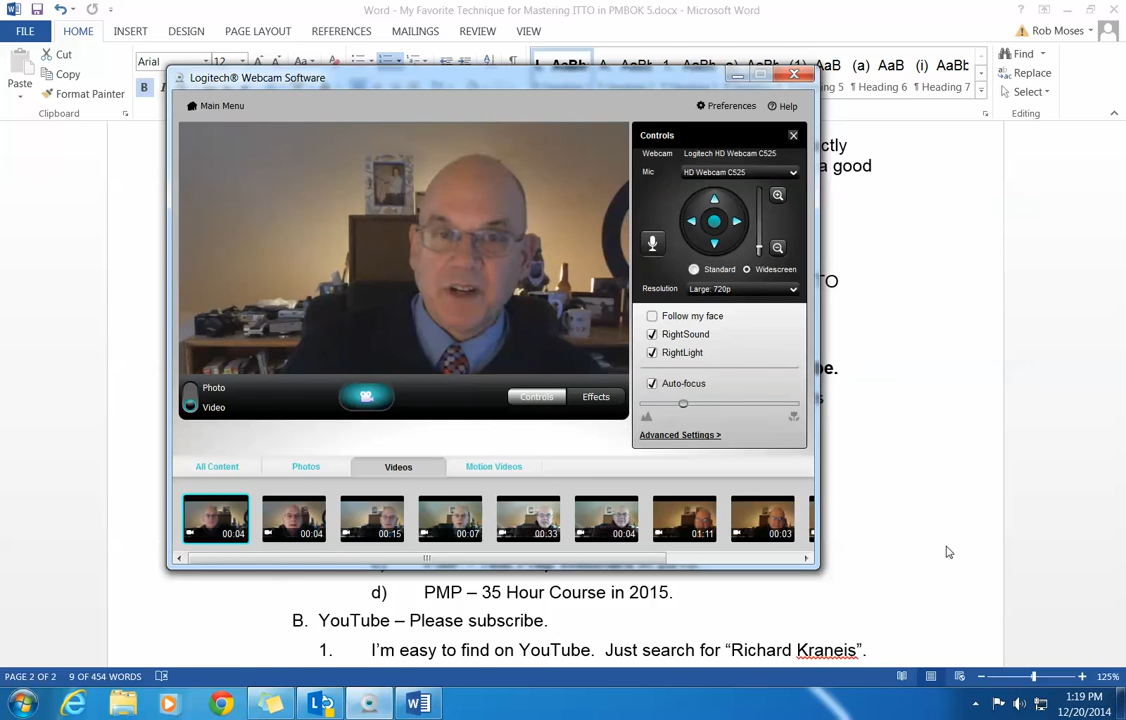 Word - My Favorite Technique for Mastering ITTO in PMBOK 5.docx - Microsoft Word
FILE HOME INSERT DESIGN PAGE LAYOUT REFERENCES MAILINGS REVIEW VIEW Rob Moses
Cut
Copy
Format Painter
Paste
Clipboard
Arial 12
AaB (a) AaB (i) AaBb
Heading 6 Heading 7
Find
Replace
Select
Editing
Logitech® Webcam Software
Main Menu Preferences Help
Controls
Webcam Logitech HD Webcam C525
Mic HD Webcam C525
Standard Widescreen
Resolution Large: 720p
Follow my face
RightSound
RightLight
Auto-focus
Advanced Settings >
Photo
Video
Controls Effects
All Content Photos Videos Motion Videos
00:04 00:04 00:15 00:07 00:33 00:04 01:11 00:03
a good
d) PMP – 35 Hour Course in 2015.
B. YouTube – Please subscribe.
1. I'm easy to find on YouTube. Just search for “Richard Kraneis”.
PAGE 2 OF 2 9 OF 454 WORDS 125%
1:19 PM
12/20/2014